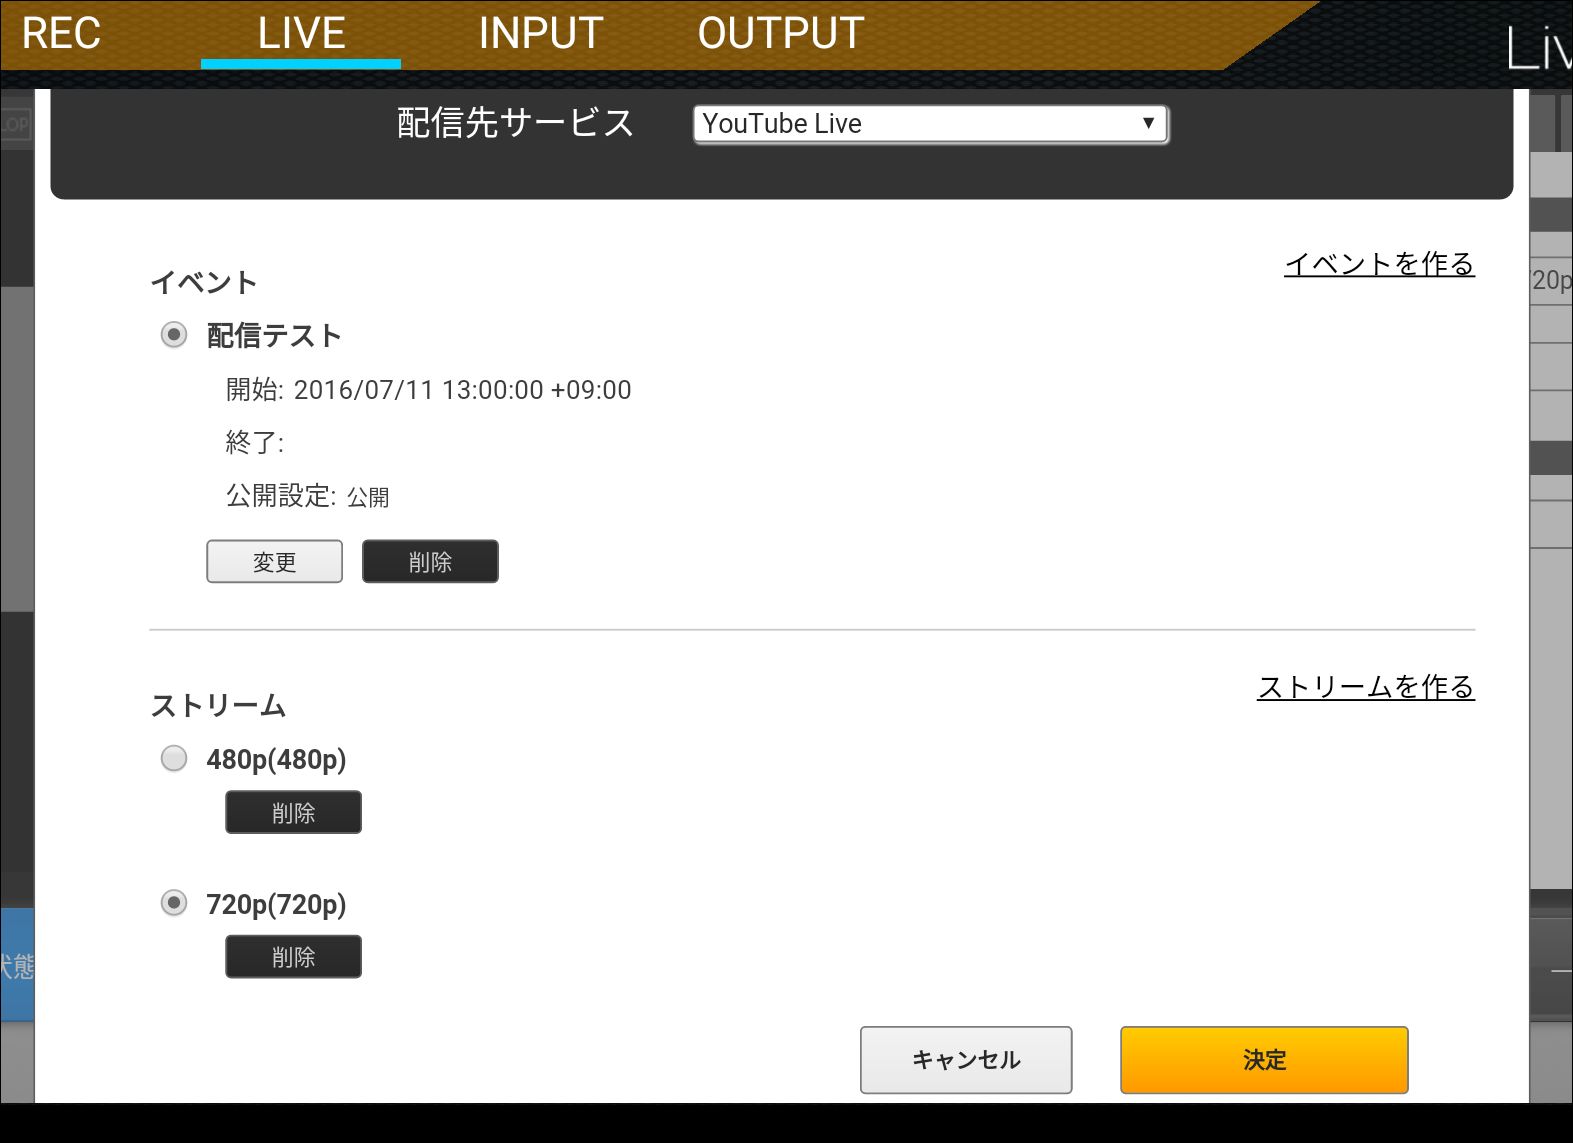 REC LIVE INPUT OUTPUT
Liv
配信先サービス YouTube Live ▼
イベントを作る
イベント
配信テスト
開始: 2016/07/11 13:00:00 +09:00
終了:
公開設定: 公開
変更 削除
ストリームを作る
ストリーム
480p(480p)
削除
720p(720p)
削除
キャンセル 決定
LOP
20p
状態